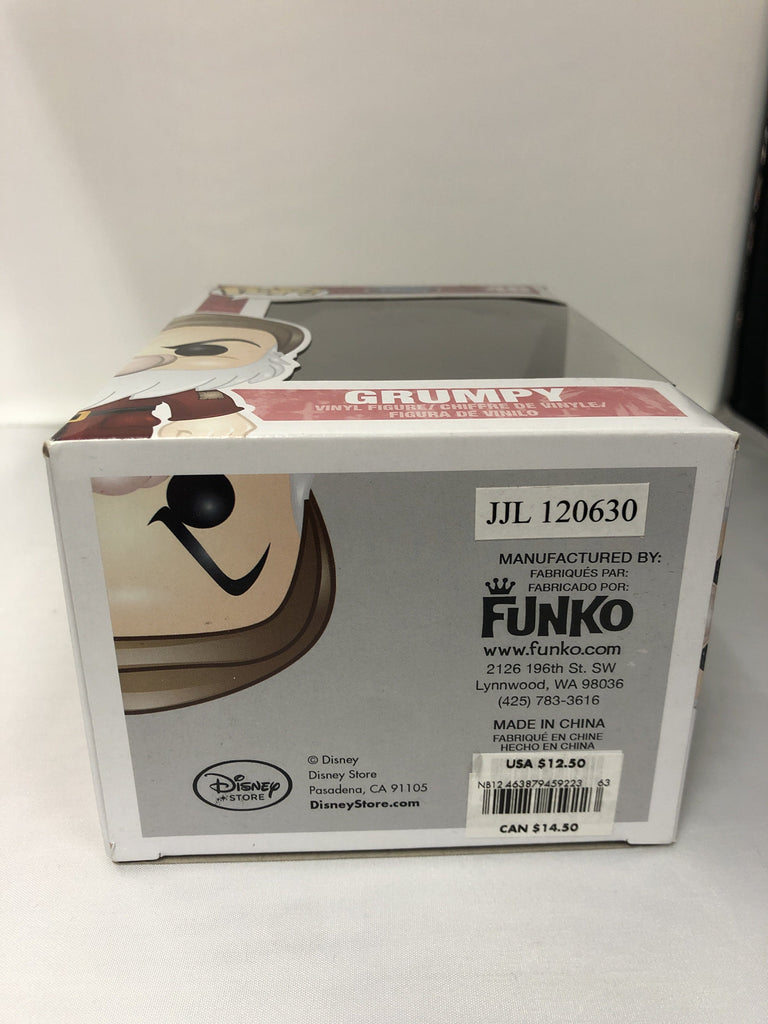 GRUMPY
VINYL FIGURE/ CHIFFRE DE VINYLE/
FIGURA DE VINILO
JJL 120630
MANUFACTURED BY:
FABRIQUÉS PAR:
FABRICADO POR:
FUNKO
www.funko.com
2126 196th St. SW
Lynnwood, WA 98036
(425) 783-3616
MADE IN CHINA
FABRIQUÉ EN CHINE
HECHO EN CHINA
USA $12.50
NB12 463879459223 63
CAN $14.50
Disney
STORE
© Disney
Disney Store
Pasadena, CA 91105
DisneyStore.com